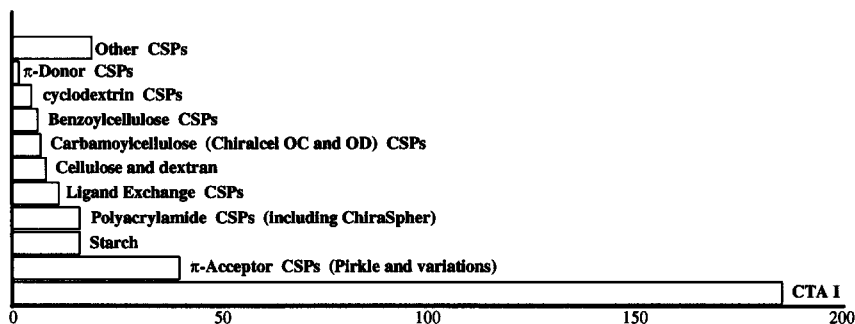 Other CSPs
π-Donor CSPs
cyclodextrin CSPs
Benzoylcellulose CSPs
Carbamoylcellulose (Chiralcel OC and OD) CSPs
Cellulose and dextran
Ligand Exchange CSPs
Polyacrylamide CSPs (including ChiraSpher)
Starch
π-Acceptor CSPs (Pirkle and variations)
CTA I
0 50 100 150 200